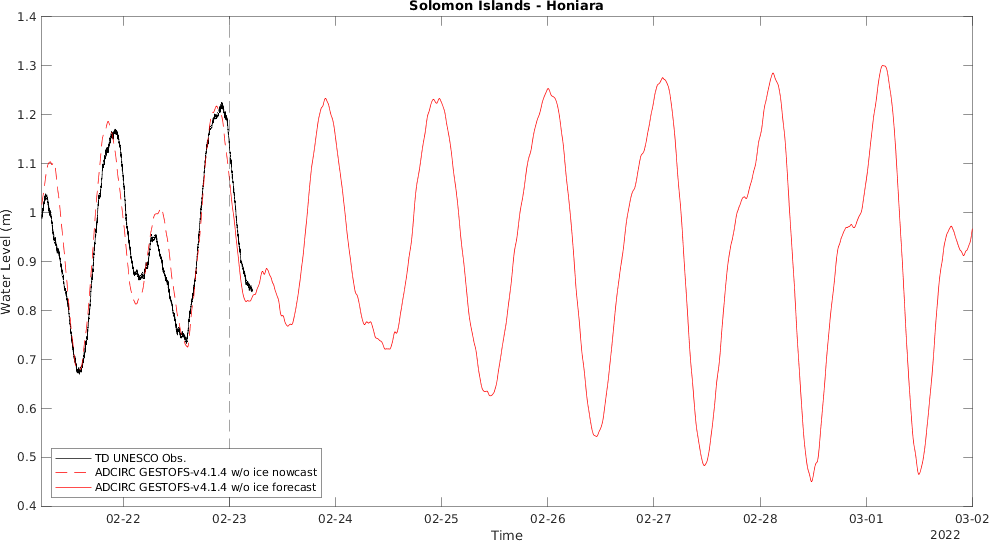 Solomon Islands - Honiara
1.4
1.3
1.2
1.1
1
0.9
0.8
0.7
0.6
0.5
0.4
Water Level (m)
TD UNESCO Obs.
ADCIRC GESTOFS-v4.1.4 w/o ice nowcast
ADCIRC GESTOFS-v4.1.4 w/o ice forecast
02-22 02-23 02-24 02-25 02-26 02-27 02-28 03-01 03-02
Time
2022